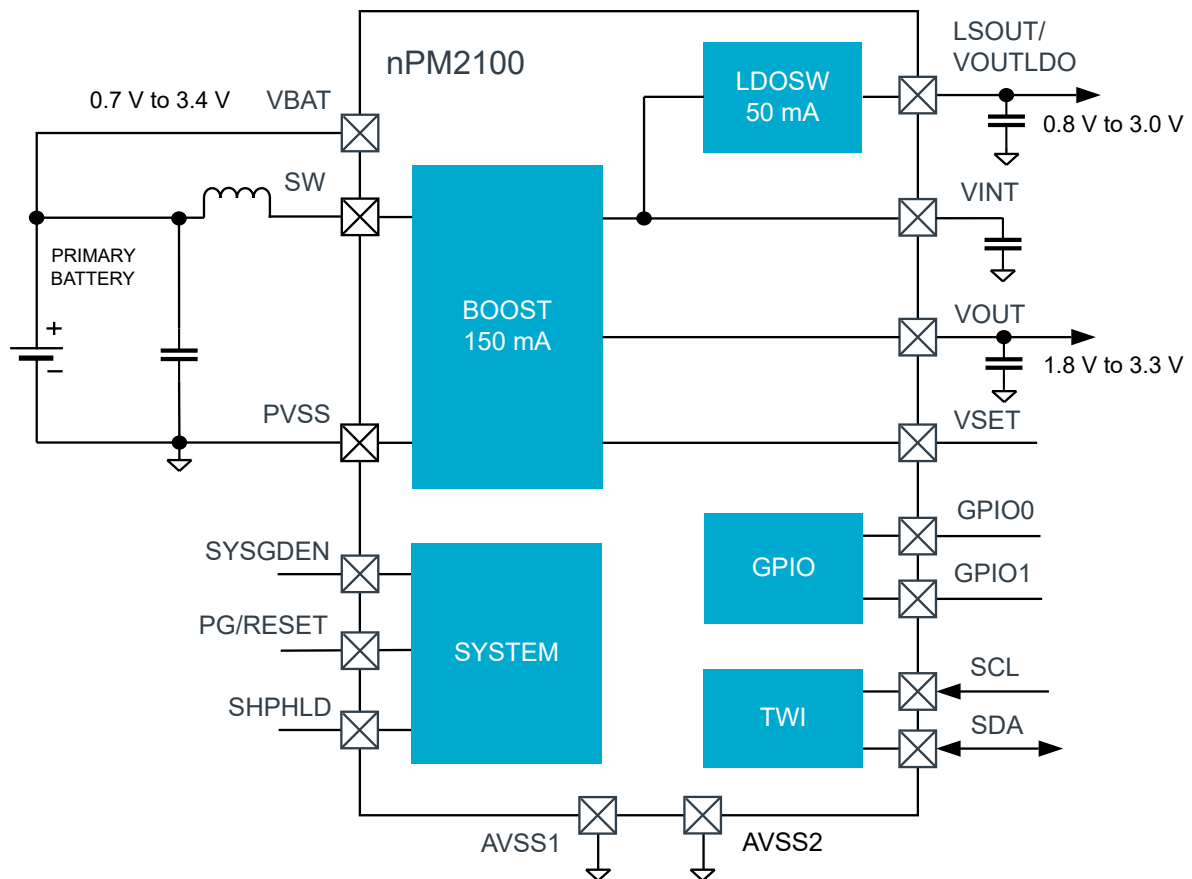 nPM2100
LSOUT/
VOUTLDO
LDOSW
50 mA
0.7 V to 3.4 V
VBAT
0.8 V to 3.0 V
SW
VINT
PRIMARY
BATTERY
BOOST
150 mA
VOUT
+
−
1.8 V to 3.3 V
PVSS
VSET
SYSGDEN
GPIO0
GPIO
GPIO1
PG/RESET
SYSTEM
SCL
SHPHLD
TWI
SDA
AVSS1
AVSS2